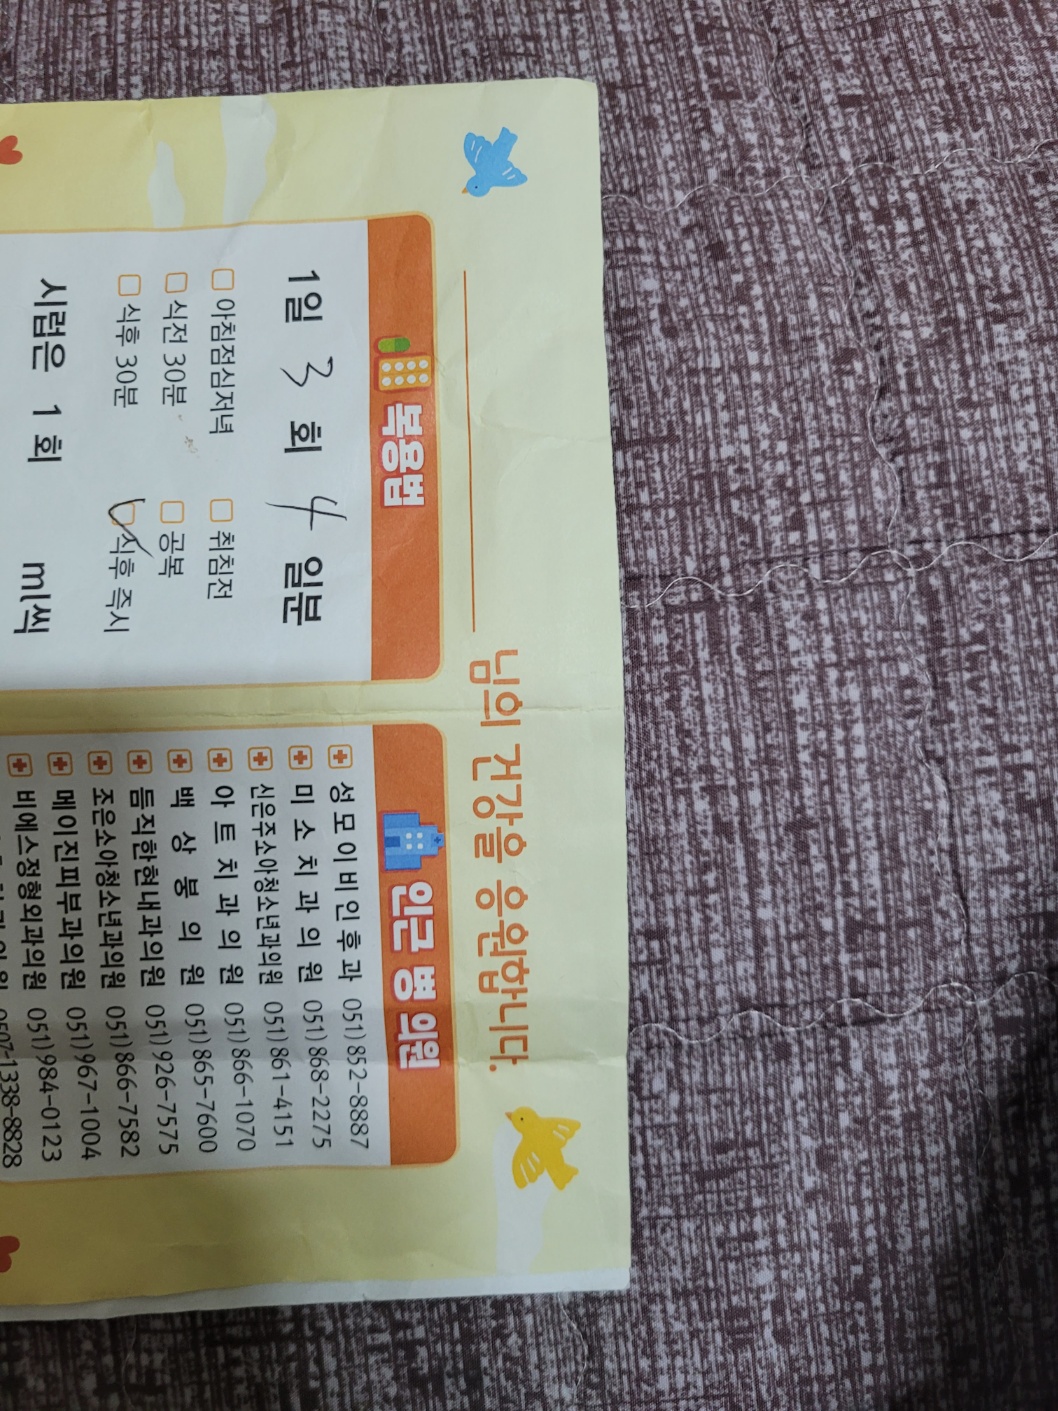 님의 건강을 응원합니다.
복용법
1일 3 회 4 일분
아침점심저녁 취침전
식전 30분 공복
식후 30분 식후 즉시
시럽은 1 회 ml씩
인근 병 의원
성모이비인후과 051) 852-8887
미소치과의원 051) 868-2275
신은주소아청소년과의원 051) 861-4151
아트치과의원 051) 866-1070
백상봉의원 051) 865-7600
듬직한현내과의원 051) 926-7575
조은소아청소년과의원 051) 866-7582
메이진피부과의원 051) 967-1004
비에스정형외과의원 051) 984-0123
0507-1338-8828